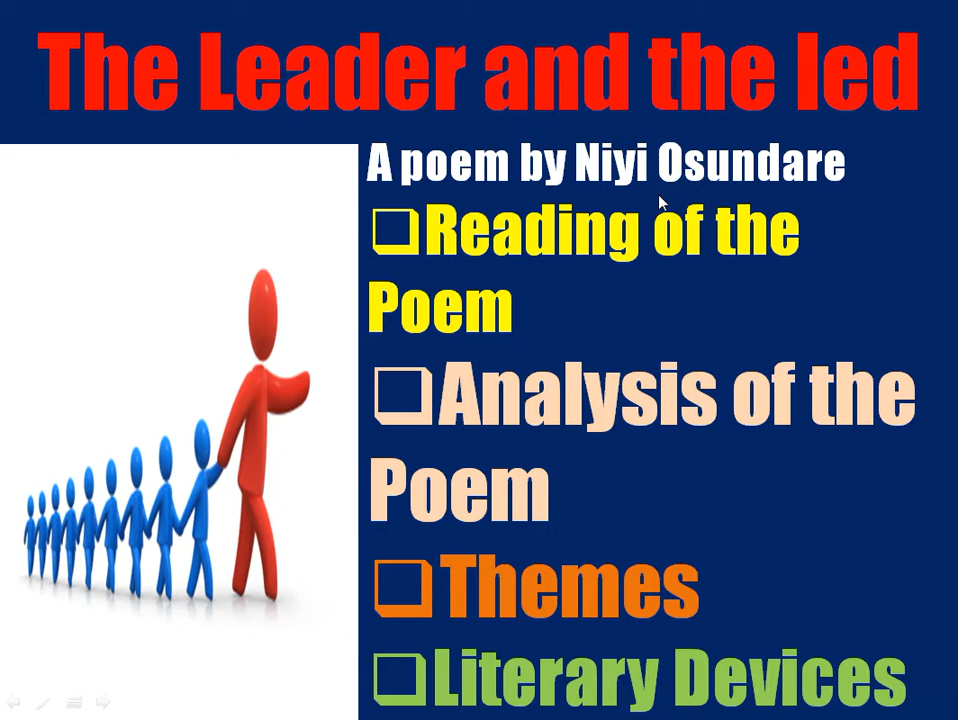 The Leader and the led
A poem by Niyi Osundare
❑Reading of the
Poem
❑Analysis of the
Poem
❑Themes
❑Literary Devices